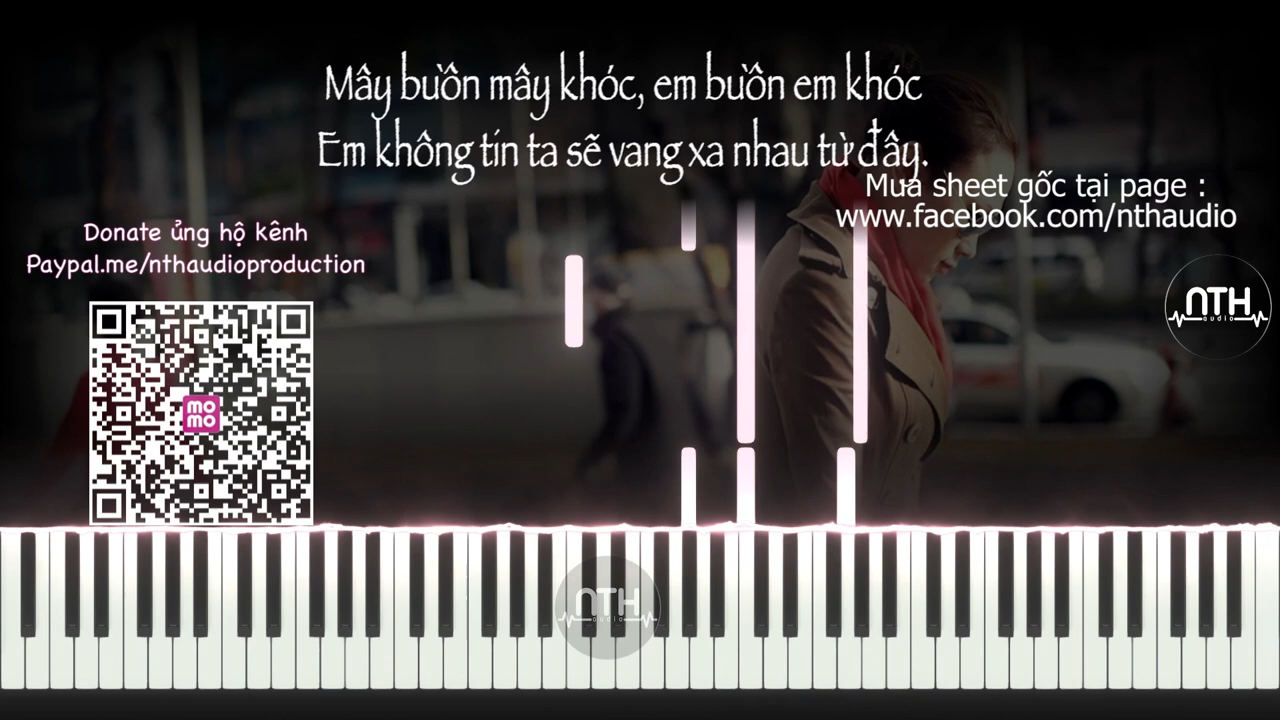 Mây buồn mây khóc, em buồn em khóc
Em không tin ta sẽ vang xa nhau từ đây.
Mua sheet gốc tại page :
www.facebook.com/nthaudio
Donate ủng hộ kênh
Paypal.me/nthaudioproduction
NTH
audio
mo
mo
NTH
audio